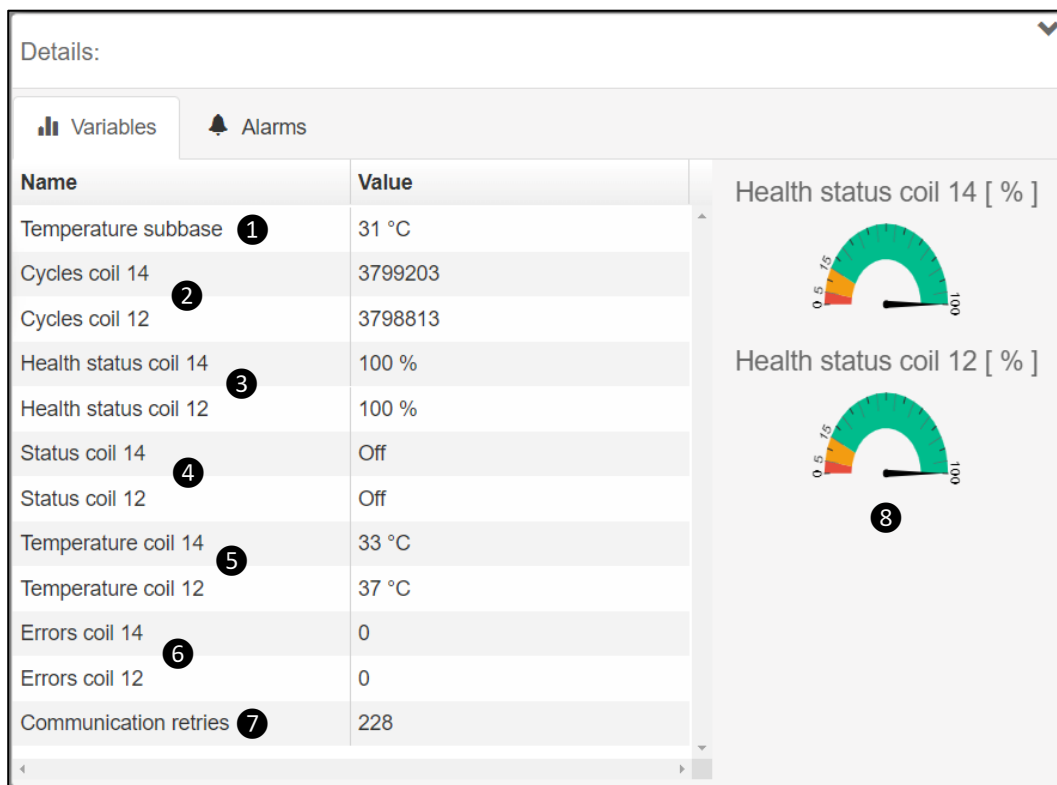 Details:
Variables Alarms
Name Value
Temperature subbase 1 31 °C
Cycles coil 14 3799203
2
Cycles coil 12 3798813
Health status coil 14 100 %
3
Health status coil 12 100 %
Status coil 14 Off
4
Status coil 12 Off
Temperature coil 14 33 °C
5
Temperature coil 12 37 °C
Errors coil 14 0
6
Errors coil 12 0
Communication retries 7 228
Health status coil 14 [ % ]
0 5 15 100
Health status coil 12 [ % ]
0 5 15 100
8